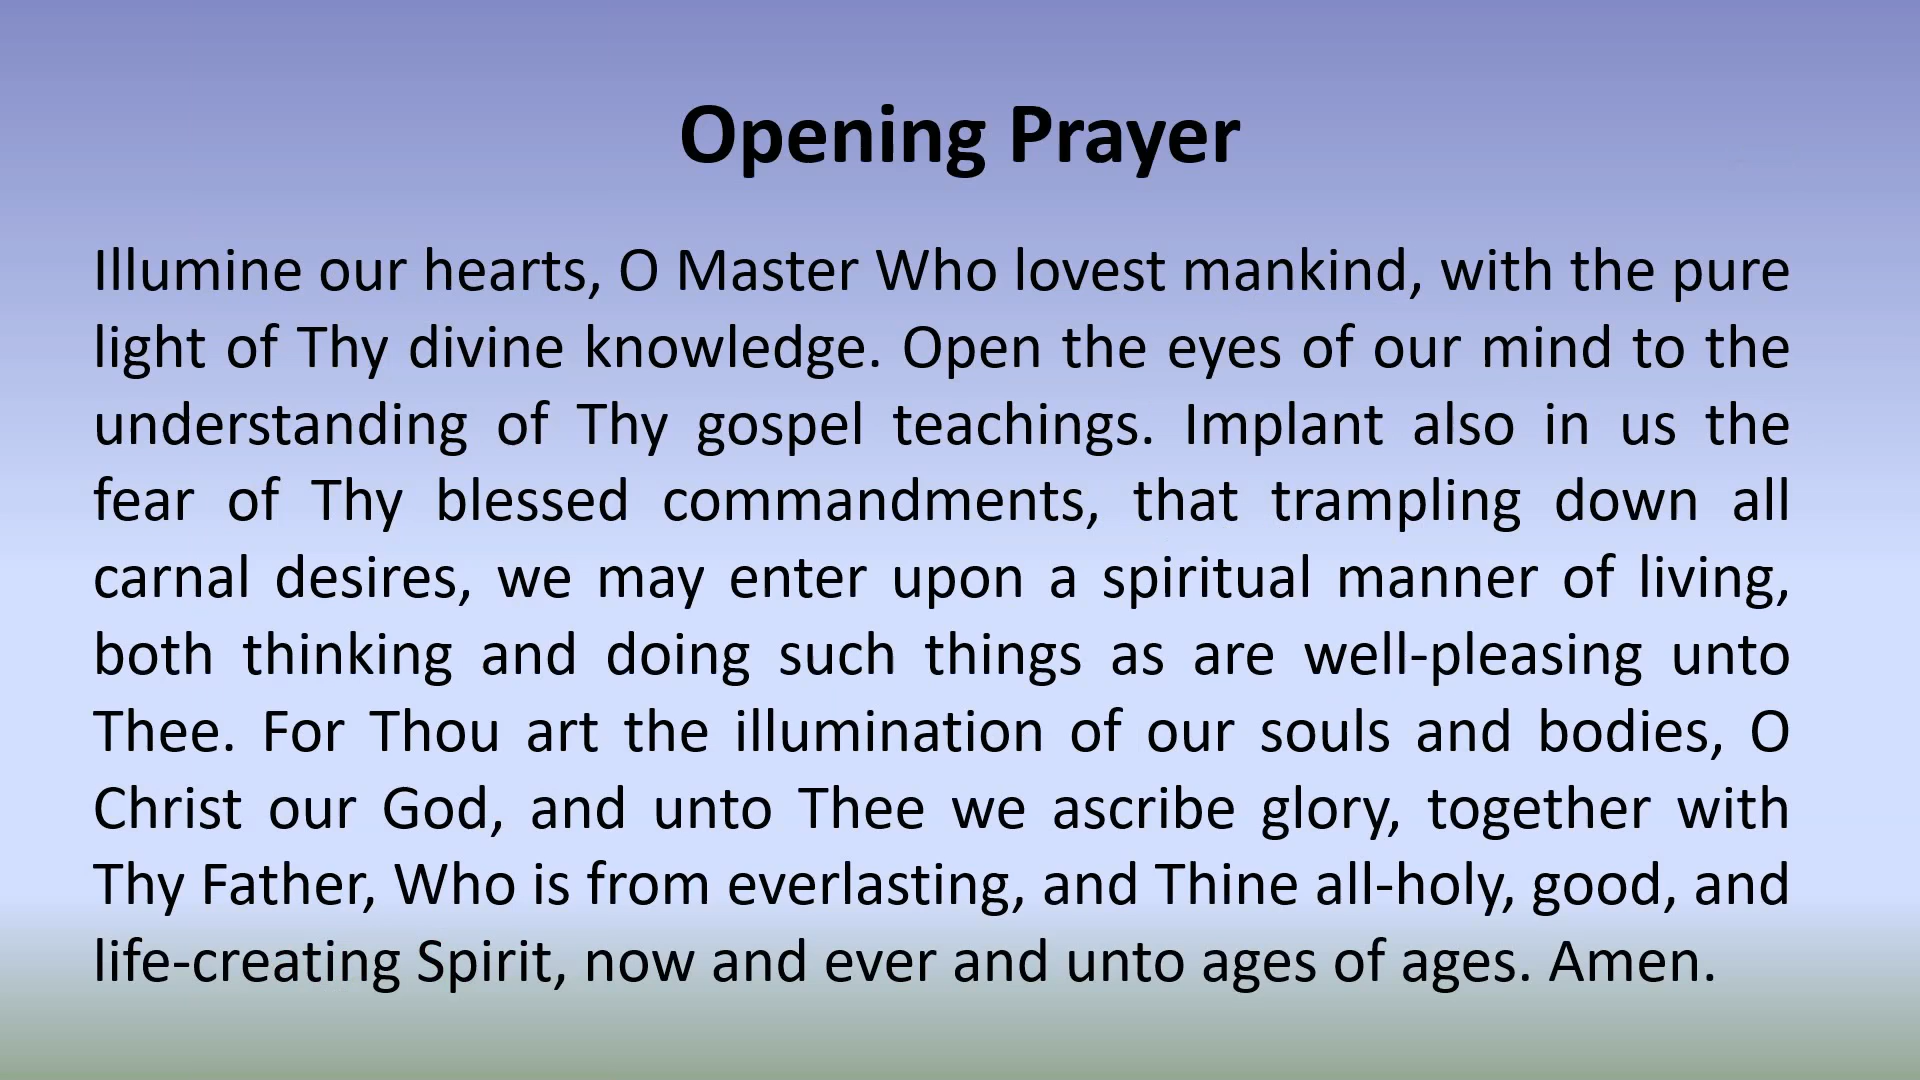 Opening Prayer
Illumine our hearts, O Master Who lovest mankind, with the pure
light of Thy divine knowledge. Open the eyes of our mind to the
understanding of Thy gospel teachings. Implant also in us the
fear of Thy blessed commandments, that trampling down all
carnal desires, we may enter upon a spiritual manner of living,
both thinking and doing such things as are well-pleasing unto
Thee. For Thou art the illumination of our souls and bodies, O
Christ our God, and unto Thee we ascribe glory, together with
Thy Father, Who is from everlasting, and Thine all-holy, good, and
life-creating Spirit, now and ever and unto ages of ages. Amen.